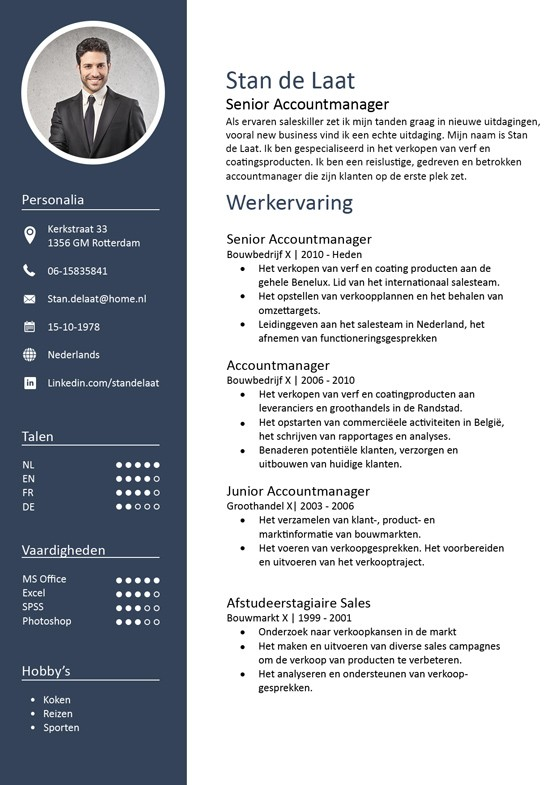 Personalia
Kerkstraat 33
1356 GM Rotterdam
06-15835841
Stan.delaat@home.nl
15-10-1978
Nederlands
in
Linkedin.com/standelaat
Talen
NL
EN
FR
DE
Vaardigheden
MS Office
Excel
SPSS
Photoshop
Hobby's
• Koken
• Reizen
• Sporten
Stan de Laat
Senior Accountmanager
Als ervaren saleskiller zet ik mijn tanden graag in nieuwe uitdagingen,
vooral new business vind ik een echte uitdaging. Mijn naam is Stan
de Laat. Ik ben gespecialiseerd in het verkopen van verf en
coatingsproducten. Ik ben een reislustige, gedreven en betrokken
accountmanager die zijn klanten op de erste plek zet.
Werkervaring
Senior Accountmanager
Bouwbedrijf X | 2010 - Heden
• Het verkopen van verf en coating producten aan de
gehele Benelux. Lid van het internationaal salesteam.
• Het opstellen van verkoopplannen en het behalen van
omzettargets.
• Leidinggeven aan het salesteam in Nederland, het
afnemen van functioneringsgesprekken
Accountmanager
Bouwbedrijf X | 2006 - 2010
• Het verkopen van verf en coatingproducten aan
leveranciers en groothandels in de Randstad.
• Het opstarten van commerciëele activiteiten in België,
het schrijven van rapportages en analyses.
• Benaderen potentiële klanten, verzorgen en
uitbouwen van huidige klanten.
Junior Accountmanager
Groothandel X| 2003 - 2006
• Het verzamelen van klant-, product- en
marktinformatie van bouwmarkten.
• Het voeren van verkoopgesprekken. Het voorbereiden
en uitvoeren van het verkooptraject.
Afstudeerstagiaire Sales
Bouwmarkt X | 1999 - 2001
• Onderzoek naar verkoopkansen in de markt
• Het maken en uitvoeren van diverse sales campagnes
om de verkoop van producten te verbeteren.
• Het analyseren en ondersteunen van verkoop-
gesprekken.